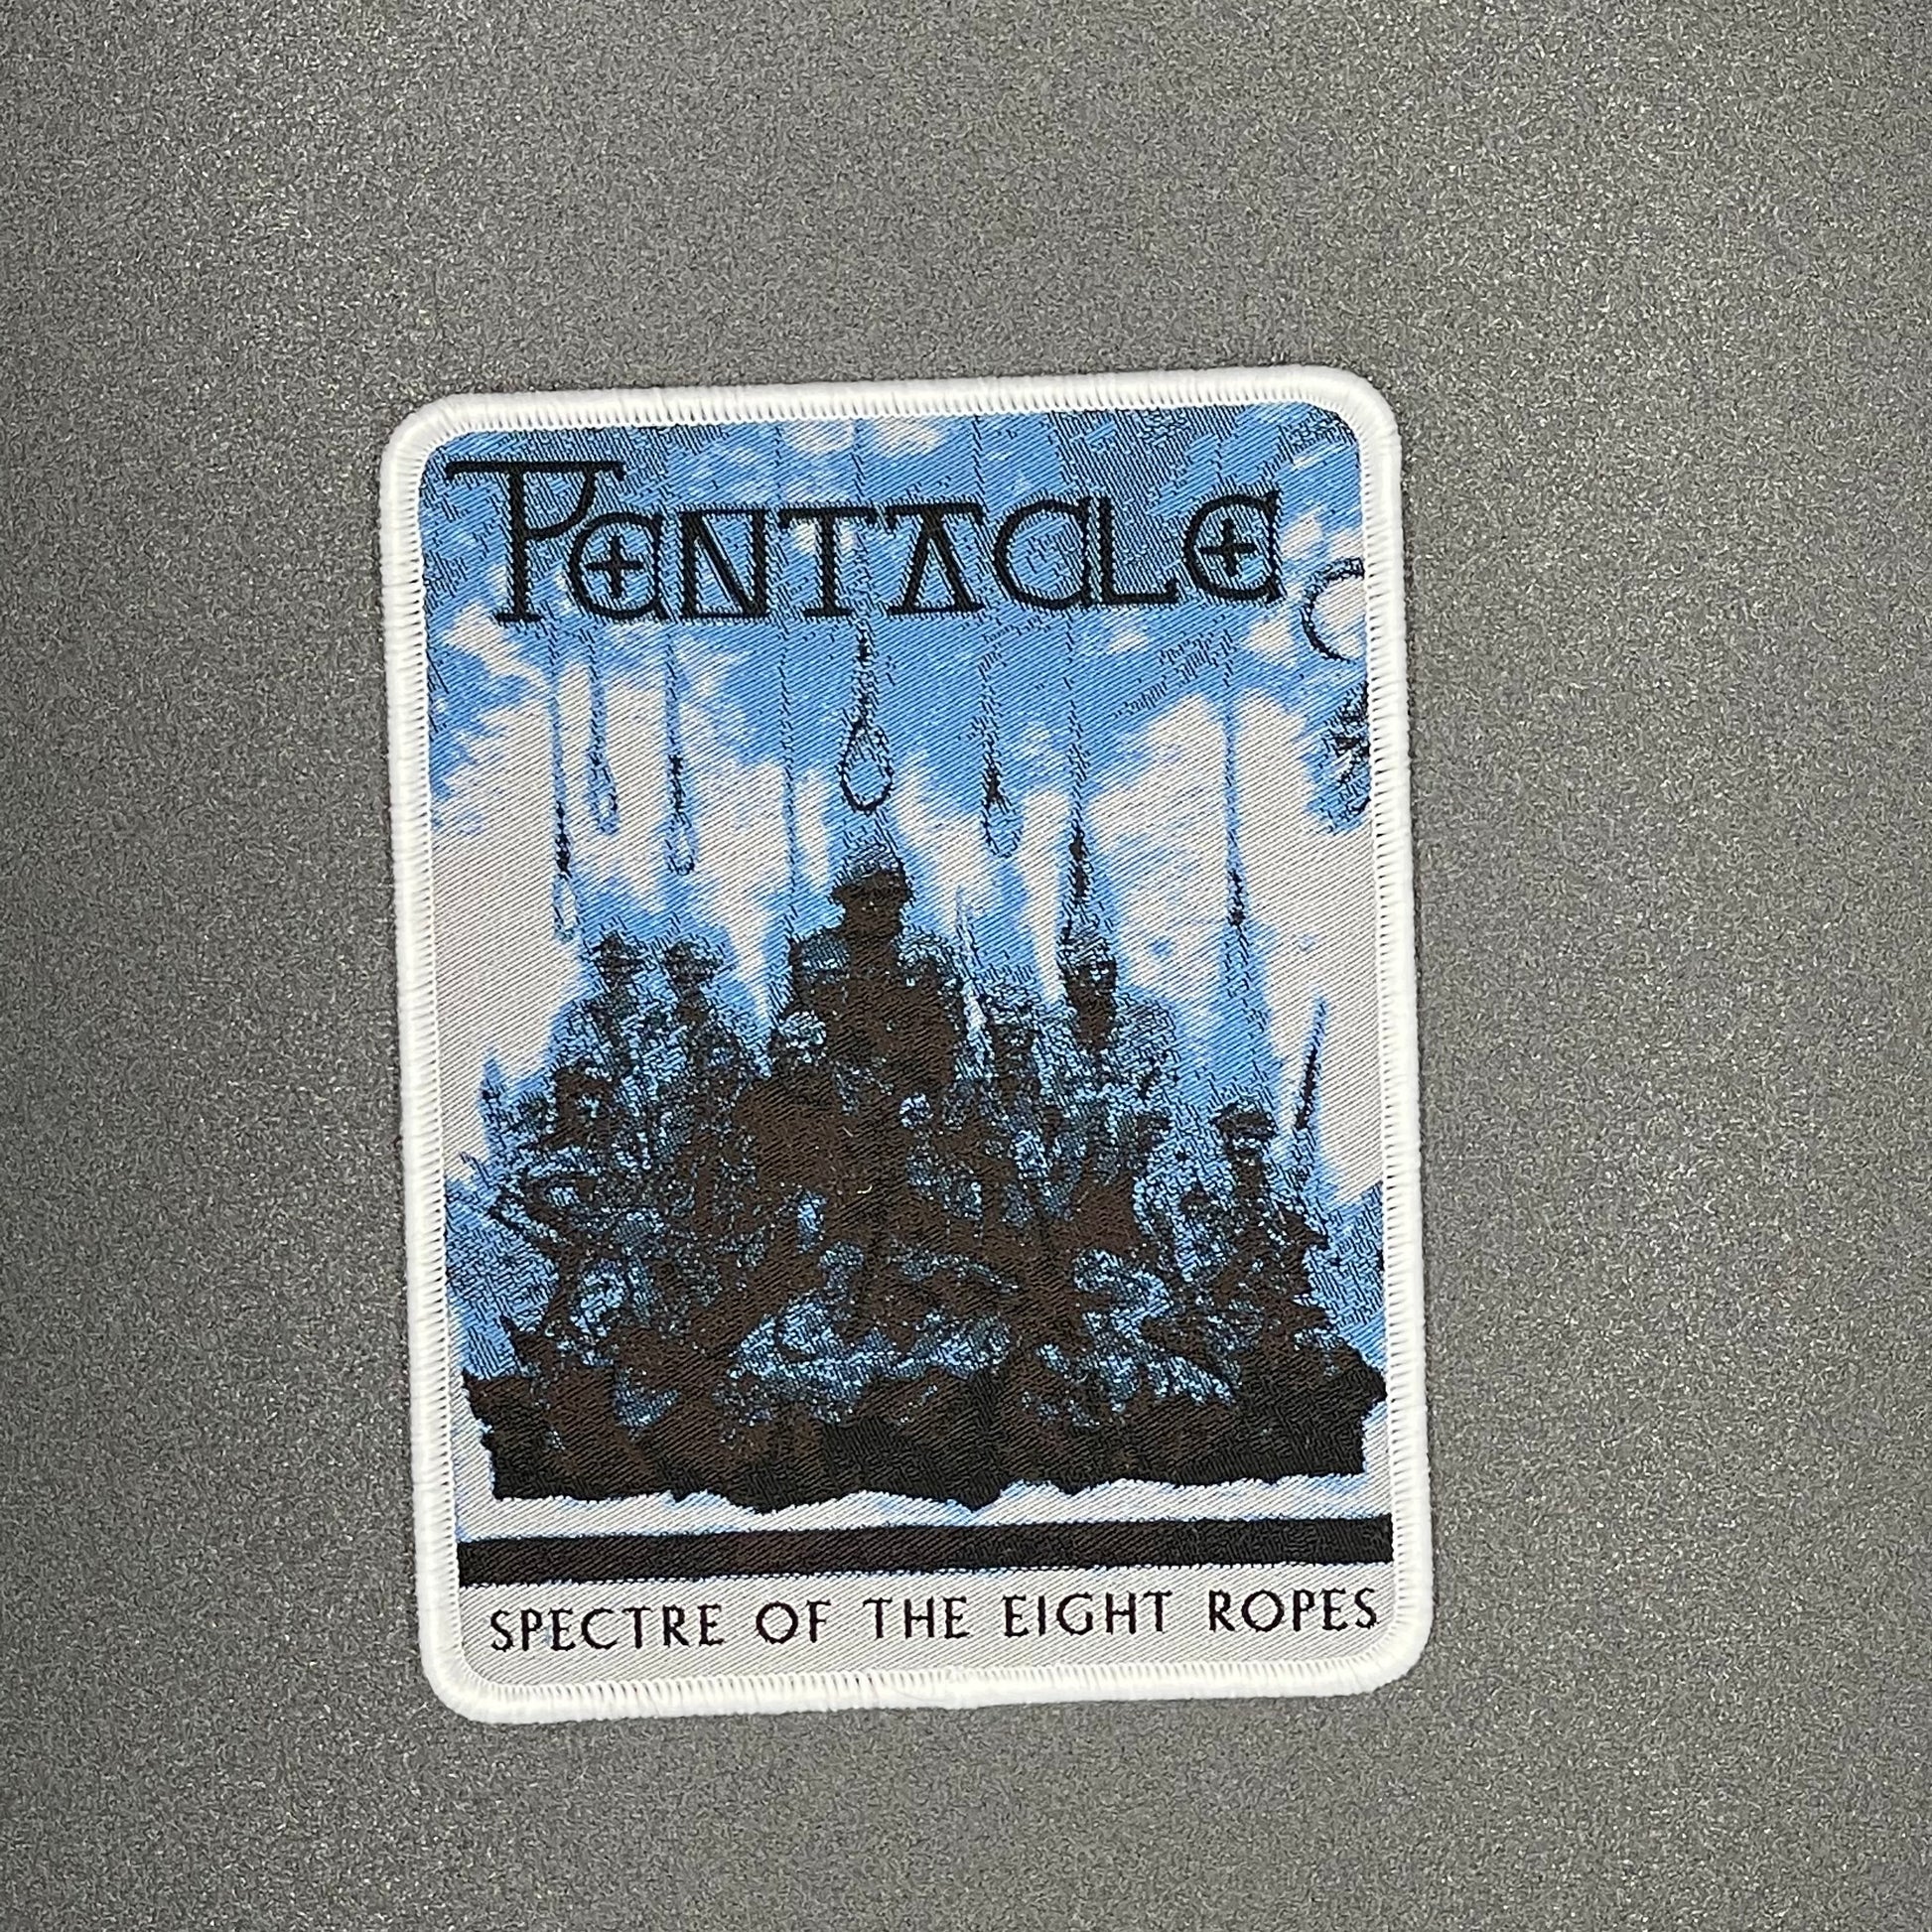 PENTACLE
SPECTRE OF THE EIGHT ROPES